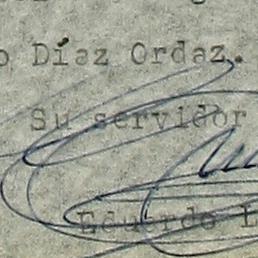 o Díaz Ordaz.
Su servidor
Eduardo L